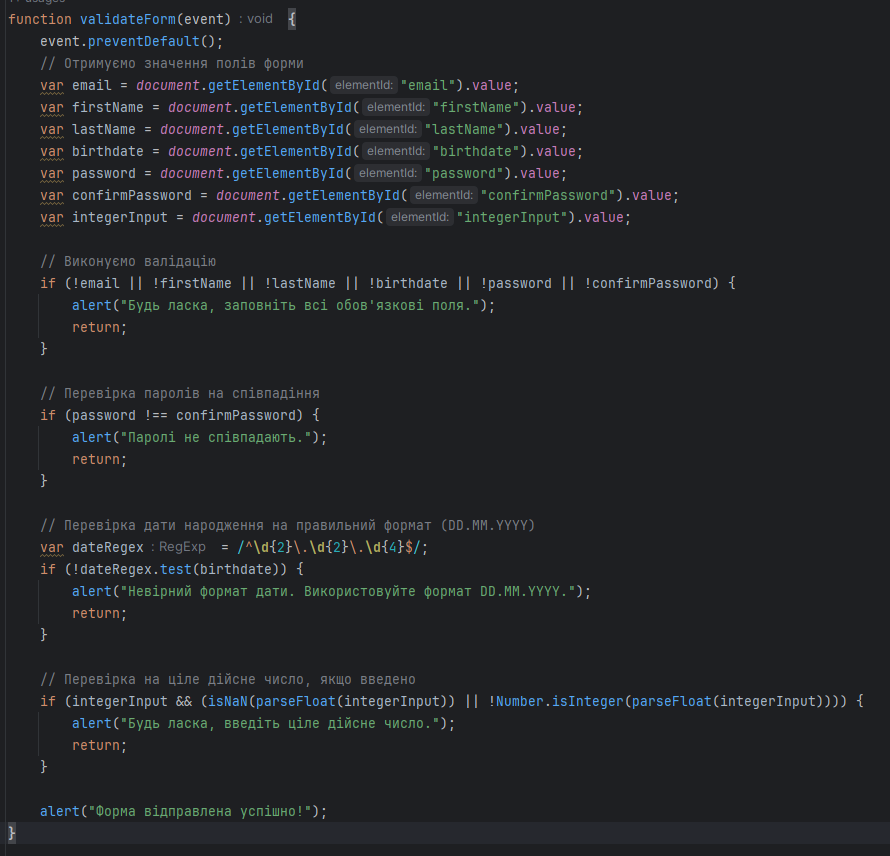 function validateForm(event) : void {
event.preventDefault();
// Отримуємо значення полів форми
var email = document.getElementById( elementId: "email").value;
var firstName = document.getElementById( elementId: "firstName").value;
var lastName = document.getElementById( elementId: "lastName").value;
var birthdate = document.getElementById( elementId: "birthdate").value;
var password = document.getElementById( elementId: "password").value;
var confirmPassword = document.getElementById( elementId: "confirmPassword").value;
var integerInput = document.getElementById( elementId: "integerInput").value;
// Виконуємо валідацію
if (!email || !firstName || !lastName || !birthdate || !password || !confirmPassword) {
alert("Будь ласка, заповніть всі обов'язкові поля.");
return;
}
// Перевірка паролів на співпадіння
if (password !== confirmPassword) {
alert("Паролі не співпадають.");
return;
}
// Перевірка дати народження на правильний формат (DD.MM.YYYY)
var dateRegex : RegExp = /^\d{2}\.\d{2}\.\d{4}$/;
if (!dateRegex.test(birthdate)) {
alert("Невірний формат дати. Використовуйте формат DD.MM.YYYY.");
return;
}
// Перевірка на ціле дійсне число, якщо введено
if (integerInput && (isNaN(parseFloat(integerInput)) || !Number.isInteger(parseFloat(integerInput)))) {
alert("Будь ласка, введіть ціле дійсне число.");
return;
}
alert("Форма відправлена успішно!");
}